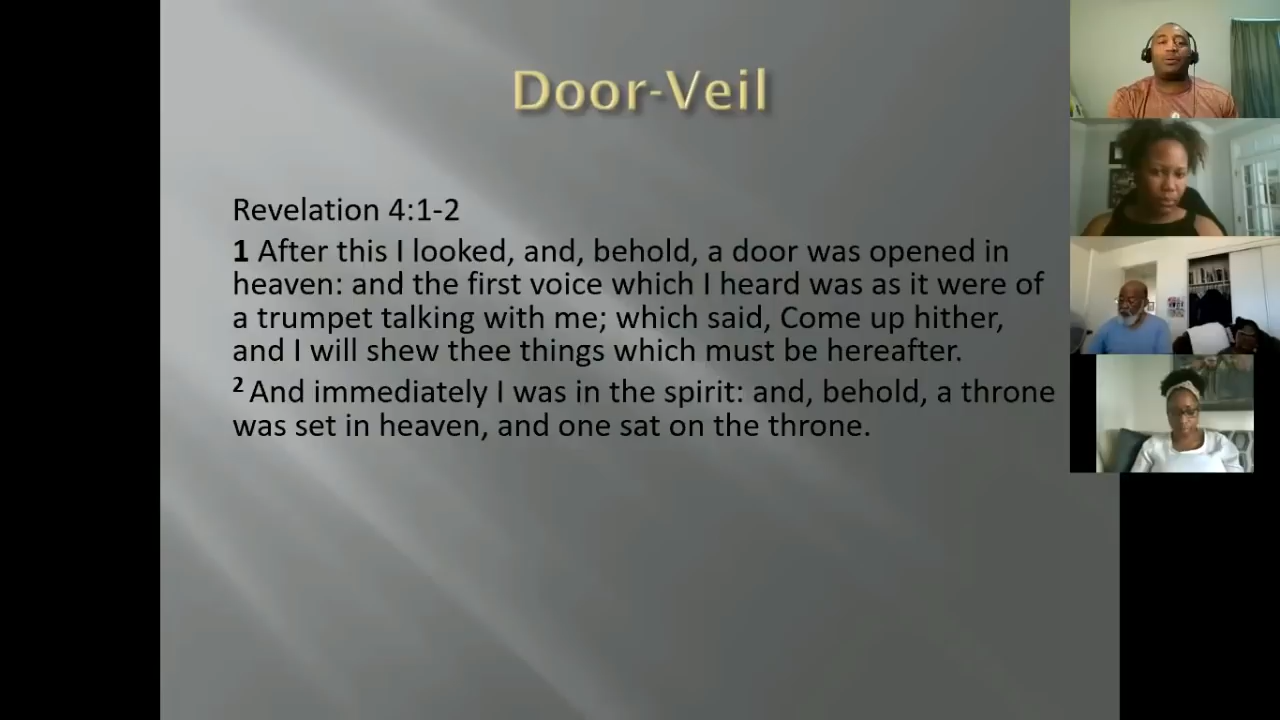 Door-Veil
Revelation 4:1-2
1 After this I looked, and, behold, a door was opened in
heaven: and the first voice which I heard was as it were of
a trumpet talking with me; which said, Come up hither,
and I will shew thee things which must be hereafter.
2 And immediately I was in the spirit: and, behold, a throne
was set in heaven, and one sat on the throne.